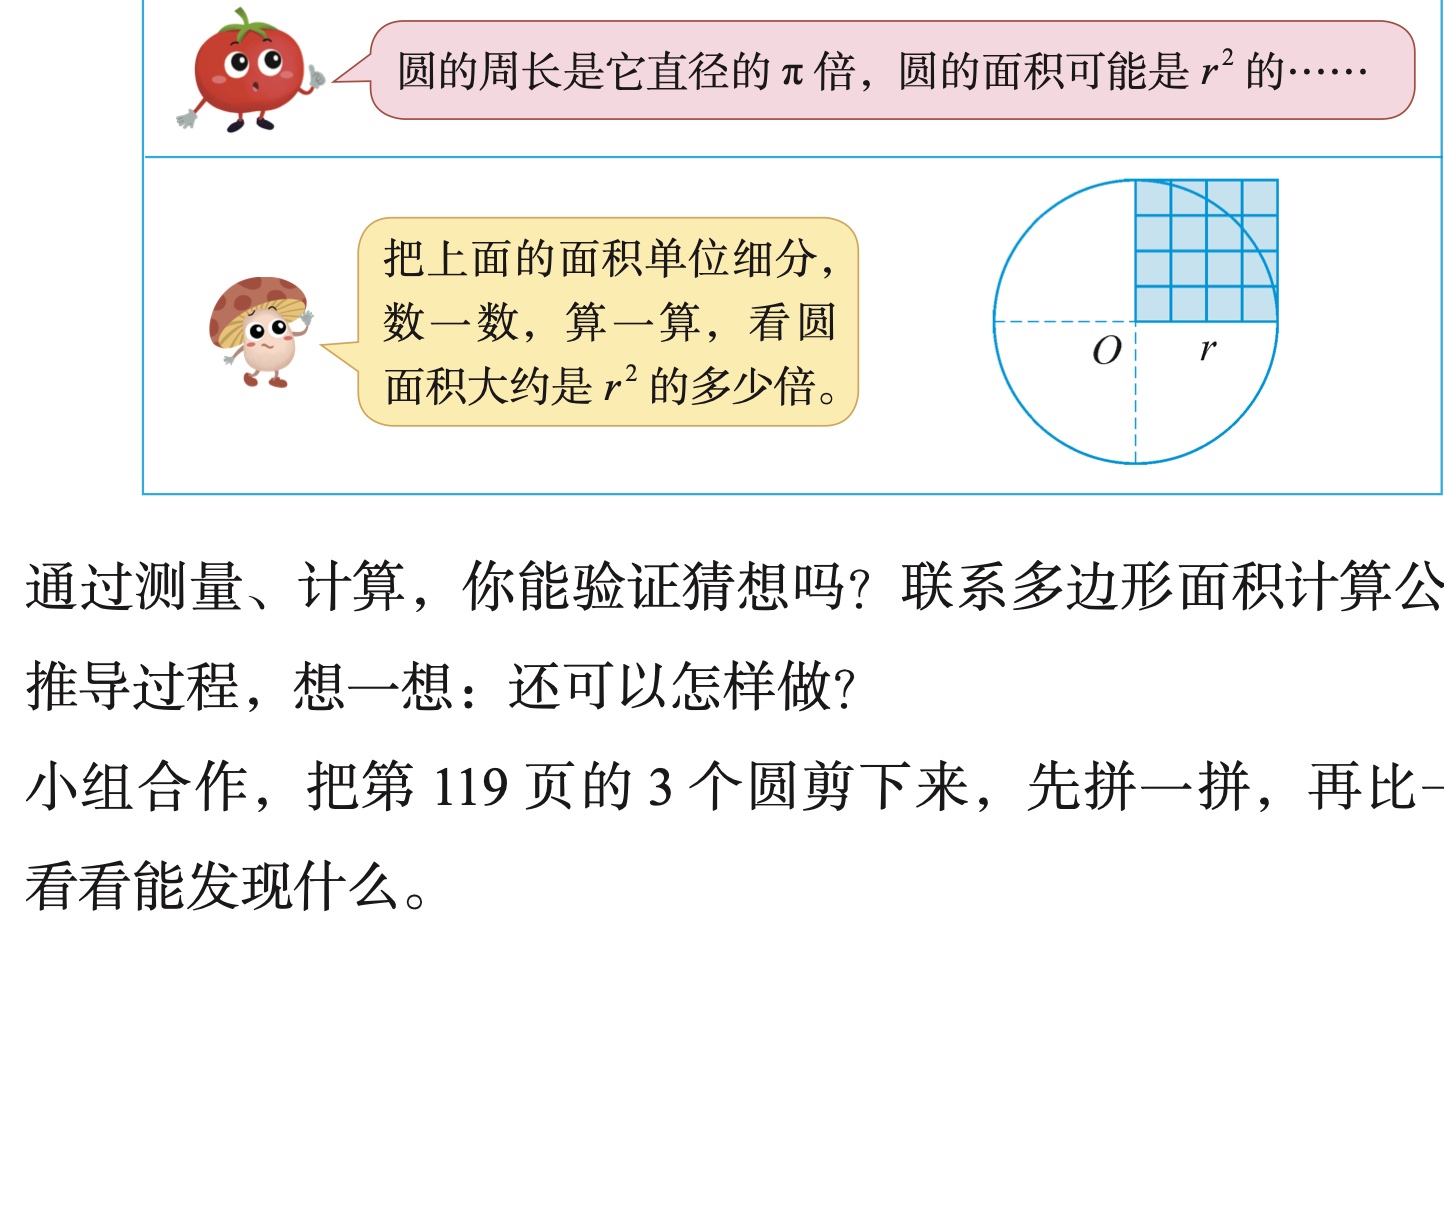 圆的周长是它直径的 π 倍，圆的面积可能是 r² 的……
把上面的面积单位细分，
数一数，算一算，看圆
面积大约是 r² 的多少倍。
O
r
通过测量、计算，你能验证猜想吗？联系多边形面积计算公
推导过程，想一想：还可以怎样做？
小组合作，把第 119 页的 3 个圆剪下来，先拼一拼，再比一
看看能发现什么。